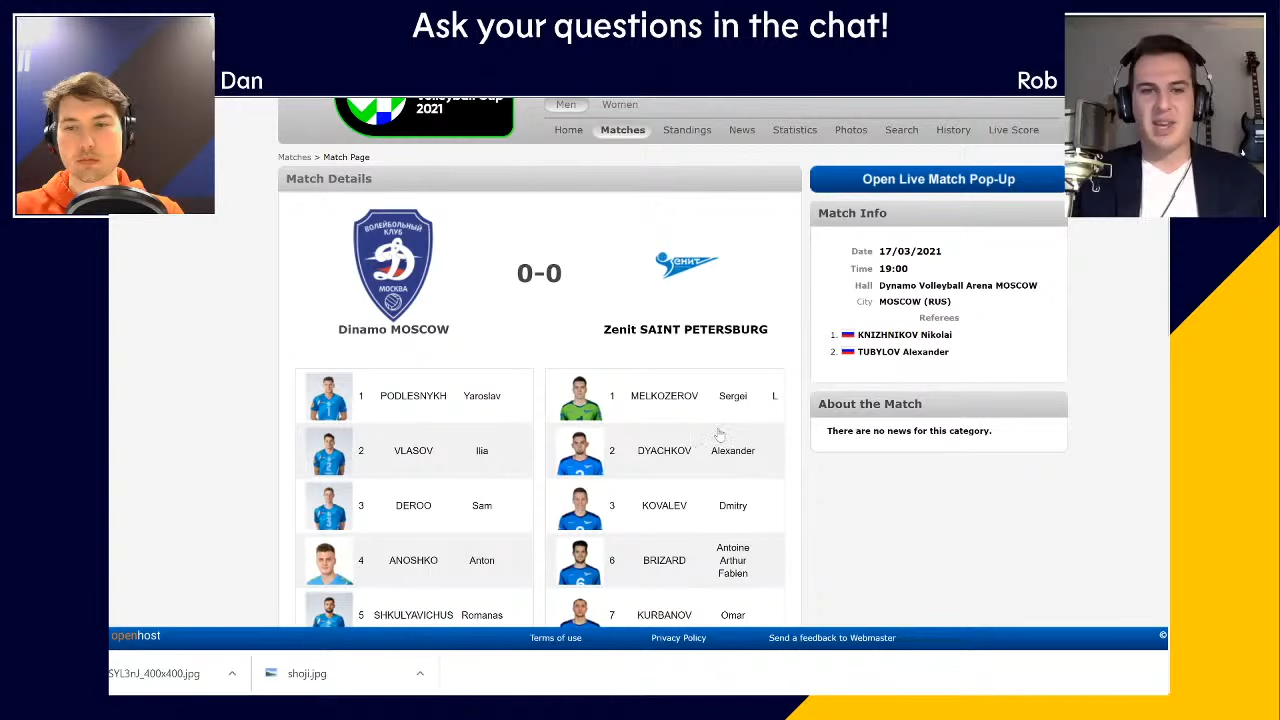 Ask your questions in the chat!
Dan
Rob
Volleyball Cup
2021
Men Women
Home Matches Standings News Statistics Photos Search History Live Score
Matches > Match Page
Match Details
ВОЛЕЙБОЛЬНЫЙ
КЛУБ
МОСКВА
0-0
Зенит
Dinamo MOSCOW
Zenit SAINT PETERSBURG
1 PODLESNYKH Yaroslav
2 VLASOV Ilia
3 DEROO Sam
4 ANOSHKO Anton
5 SHKULYAVICHUS Romanas
1 MELKOZEROV Sergei L
2 DYACHKOV Alexander
3 KOVALEV Dmitry
6 BRIZARD Antoine
Arthur
Fabien
7 KURBANOV Omar
Open Live Match Pop-Up
Match Info
Date 17/03/2021
Time 19:00
Hall Dynamo Volleyball Arena MOSCOW
City MOSCOW (RUS)
Referees
1. KNIZHNIKOV Nikolai
2. TUBYLOV Alexander
About the Match
There are no news for this category.
openhost
Terms of use
Privacy Policy
Send a feedback to Webmaster
©
SYL3nJ_400x400.jpg
shoji.jpg